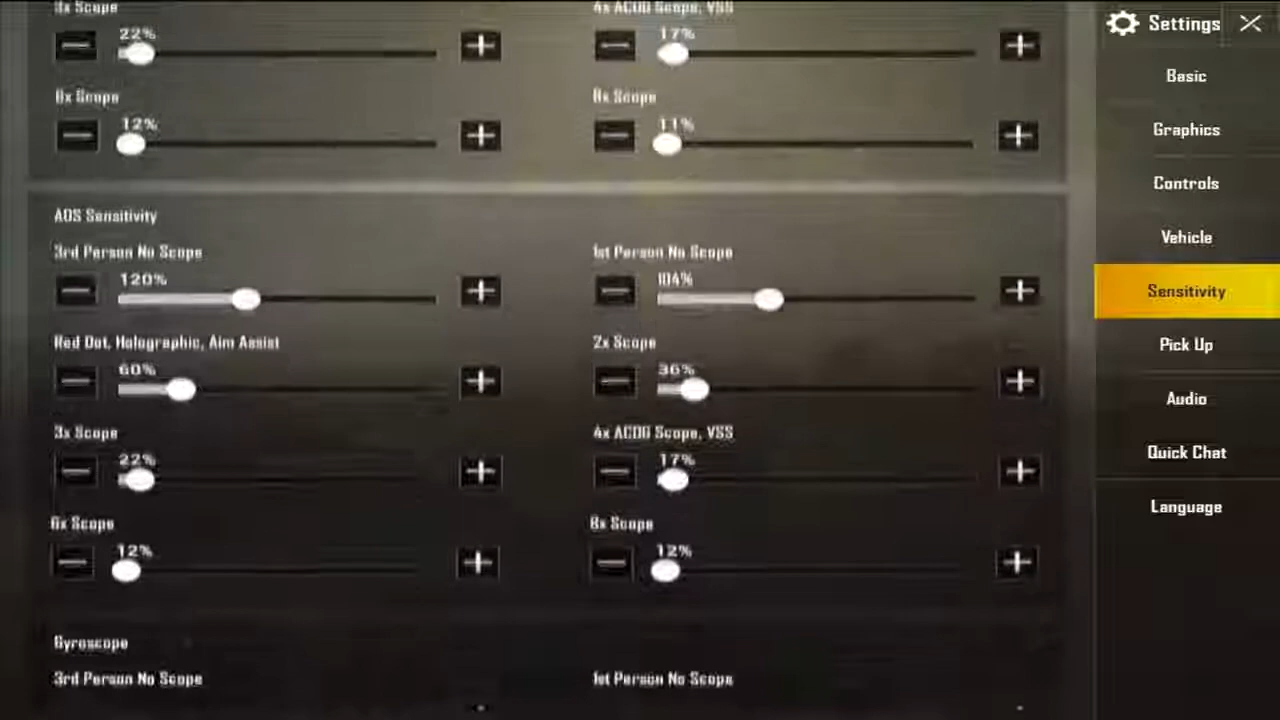 3x Scope 4x ACOG Scope, VSS Settings
22% 17%
Basic
6x Scope 8x Scope
12% 11%
Graphics
Controls
ADS Sensitivity
Vehicle
3rd Person No Scope 1st Person No Scope
120% 104%
Sensitivity
Red Dot, Holographic, Aim Assist 2x Scope
Pick Up
60% 36%
Audio
3x Scope 4x ACOG Scope, VSS
Quick Chat
22% 17%
Language
6x Scope 8x Scope
12% 12%
Gyroscope
3rd Person No Scope 1st Person No Scope